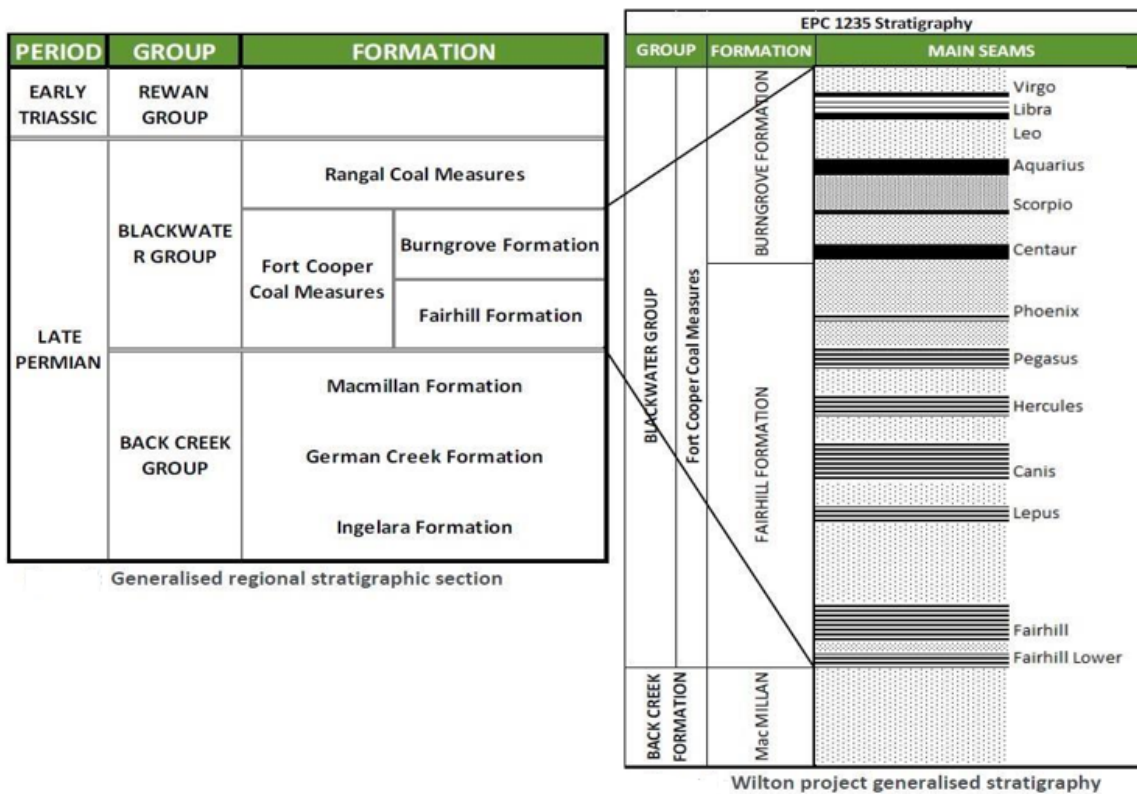 PERIOD GROUP FORMATION
EARLY
TRIASSIC
REWAN
GROUP
LATE
PERMIAN
BLACKWATE
R GROUP
Rangal Coal Measures
Fort Cooper
Coal Measures
Burngrove Formation
Fairhill Formation
BACK CREEK
GROUP
Macmillan Formation
German Creek Formation
Ingelara Formation
Generalised regional stratigraphic section
EPC 1235 Stratigraphy
GROUP FORMATION MAIN SEAMS
BLACKWATER GROUP
Fort Cooper Coal Measures
BURNGROVE FORMATION
Virgo
Libra
Leo
Aquarius
Scorpio
Centaur
FAIRHILL FORMATION
Phoenix
Pegasus
Hercules
Canis
Lepus
Fairhill
Fairhill Lower
BACK CREEK
FORMATION
Mac MILLAN
Wilton project generalised stratigraphy